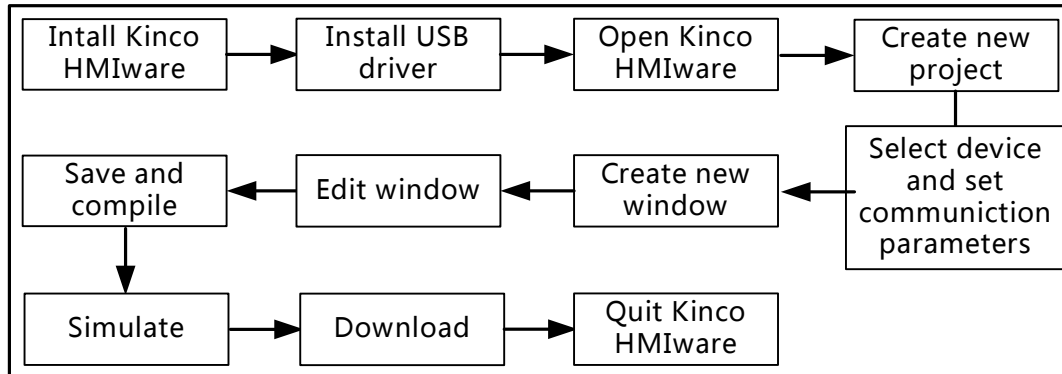 Intall Kinco
HMIware
Install USB
driver
Open Kinco
HMIware
Create new
project
Select device
and set
communiction
parameters
Create new
window
Edit window
Save and
compile
Simulate
Download
Quit Kinco
HMIware